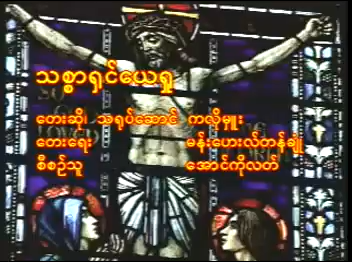 သစ္စာရှင်ယေရှု
တေးဆို သရုပ်ဆောင် ကလိုမှူး
တေးရေး မန်းဟေးလ်တန်ချုံ
စီစဉ်သူ အောင်ကိုလတ်